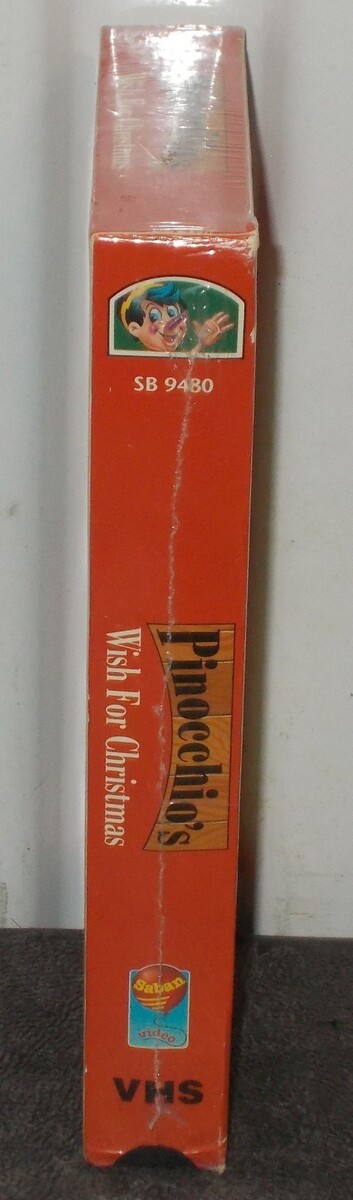 SB 9480
Pinocchio's
Wish For Christmas
Saban
video
VHS